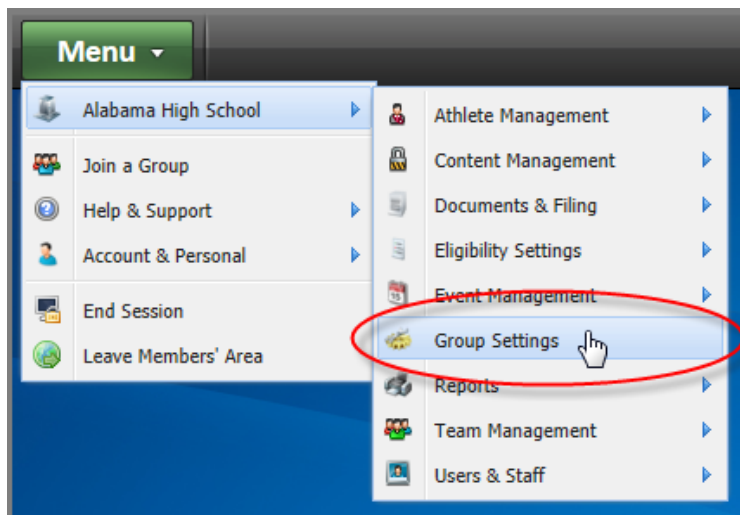 Menu
Alabama High School
Join a Group
Help & Support
Account & Personal
End Session
Leave Members' Area
Athlete Management
Content Management
Documents & Filing
Eligibility Settings
Event Management
Group Settings
Reports
Team Management
Users & Staff